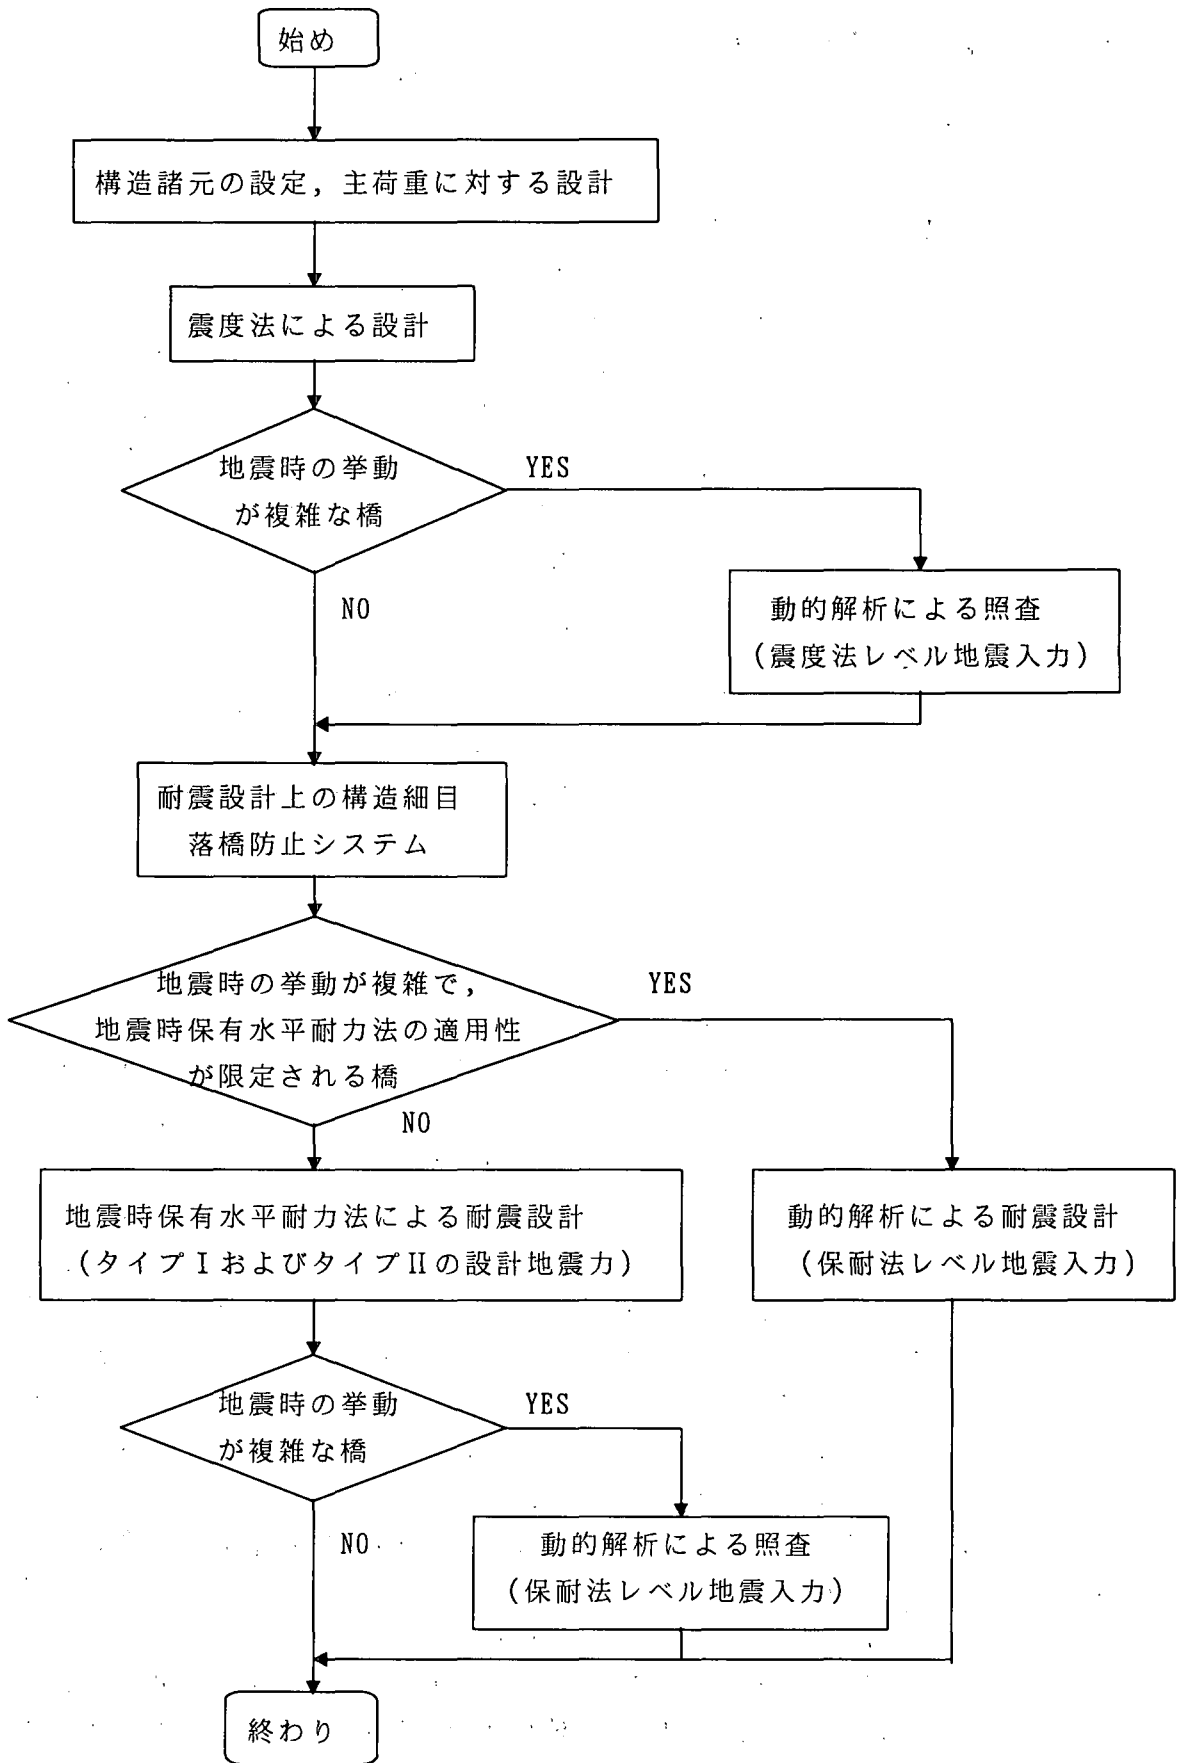 始め
構造諸元の設定，主荷重に対する設計
震度法による設計
地震時の挙動
が複雑な橋
YES
NO
動的解析による照査
(震度法レベル地震入力)
耐震設計上の構造細目
落橋防止システム
地震時の挙動が複雑で，
地震時保有水平耐力法の適用性
が限定される橋
YES
NO
地震時保有水平耐力法による耐震設計
(タイプⅠおよびタイプⅡの設計地震力)
動的解析による耐震設計
(保耐法レベル地震入力)
地震時の挙動
が複雑な橋
YES
NO
動的解析による照査
(保耐法レベル地震入力)
終わり